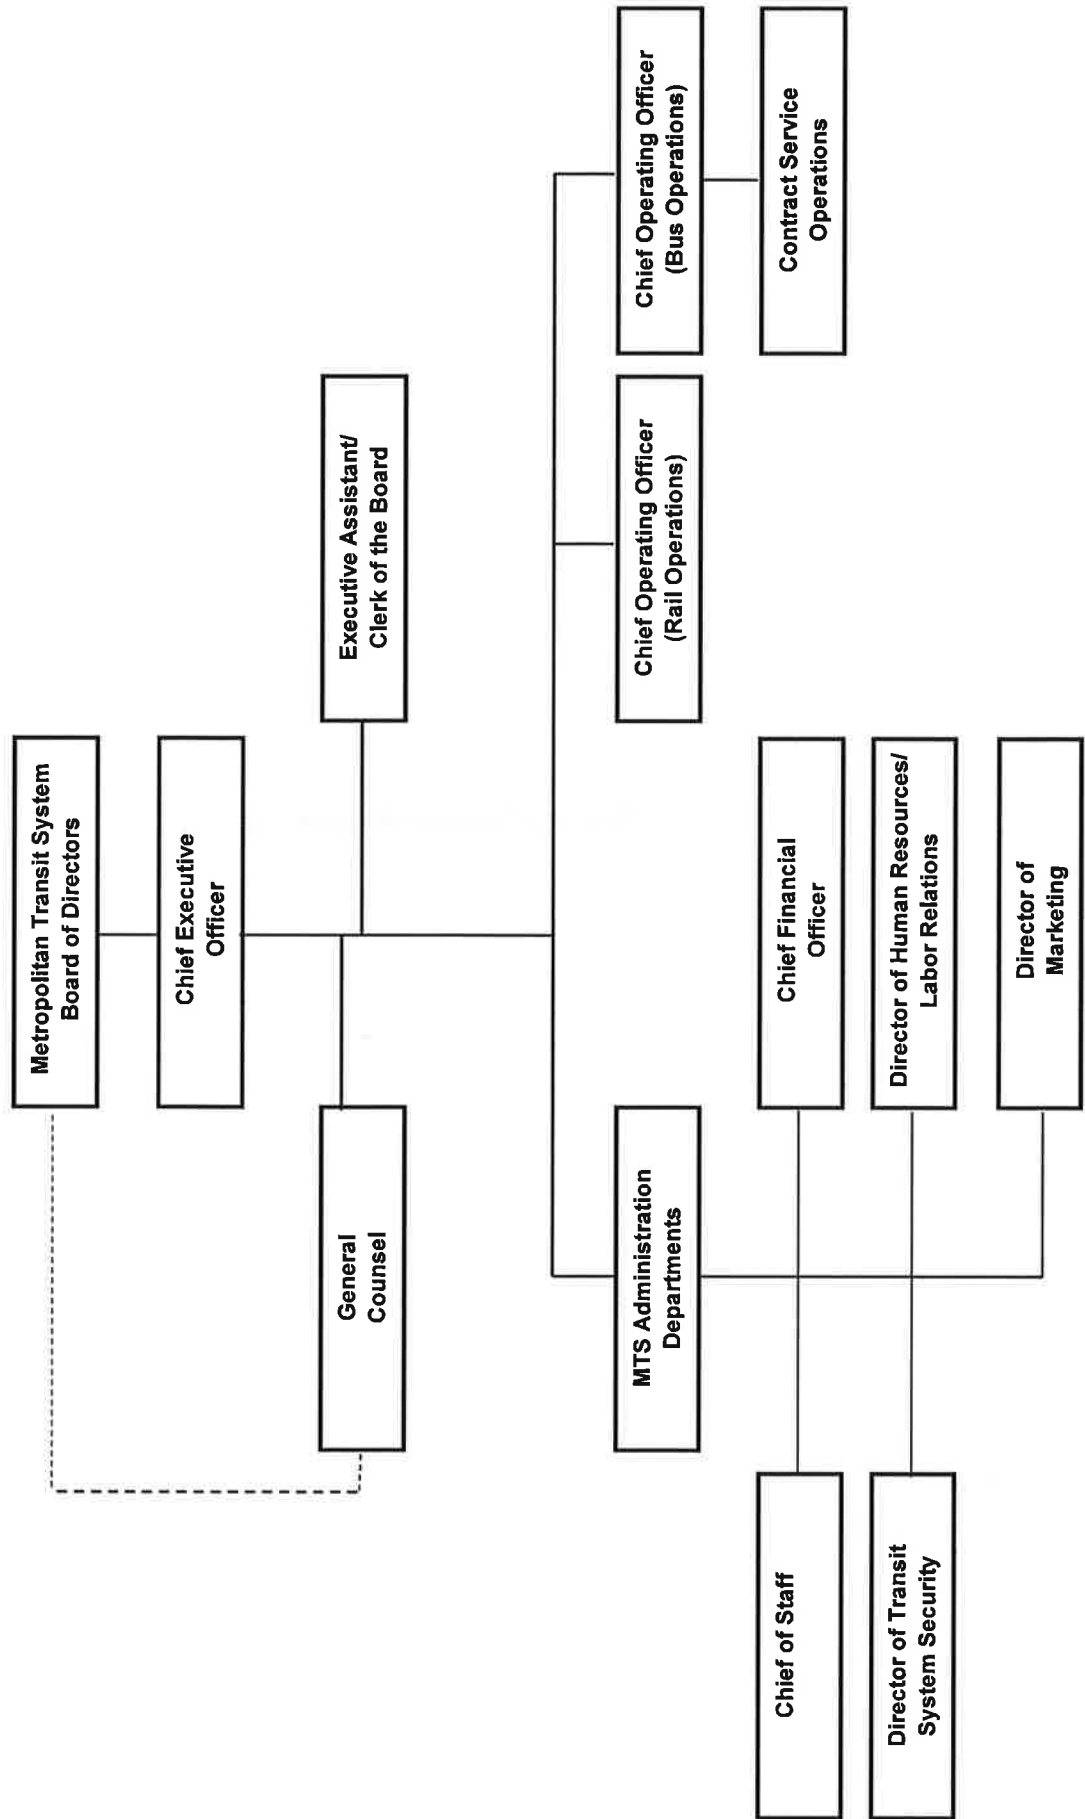 Metropolitan Transit System
Board of Directors
Chief Executive
Officer
General
Counsel
Executive Assistant/
Clerk of the Board
MTS Administration
Departments
Chief Operating Officer
(Rail Operations)
Chief Operating Officer
(Bus Operations)
Chief of Staff
Chief Financial
Officer
Contract Service
Operations
Director of Transit
System Security
Director of Human Resources/
Labor Relations
Director of
Marketing